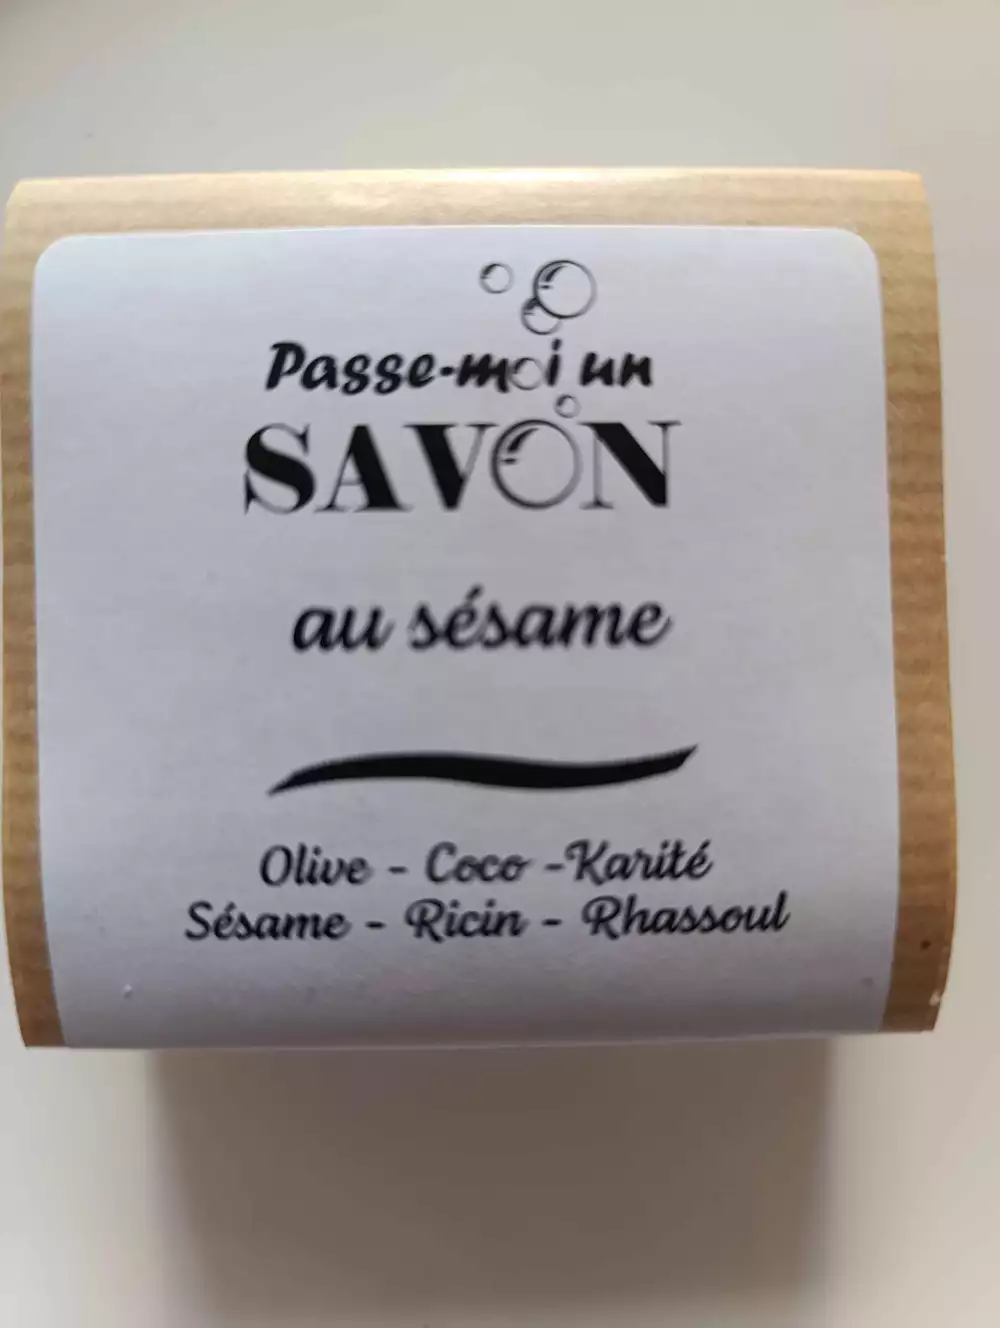 Passe-moi un
SAVON
au sésame
Olive - Coco -Karité
Sésame - Ricin - Rhassoul